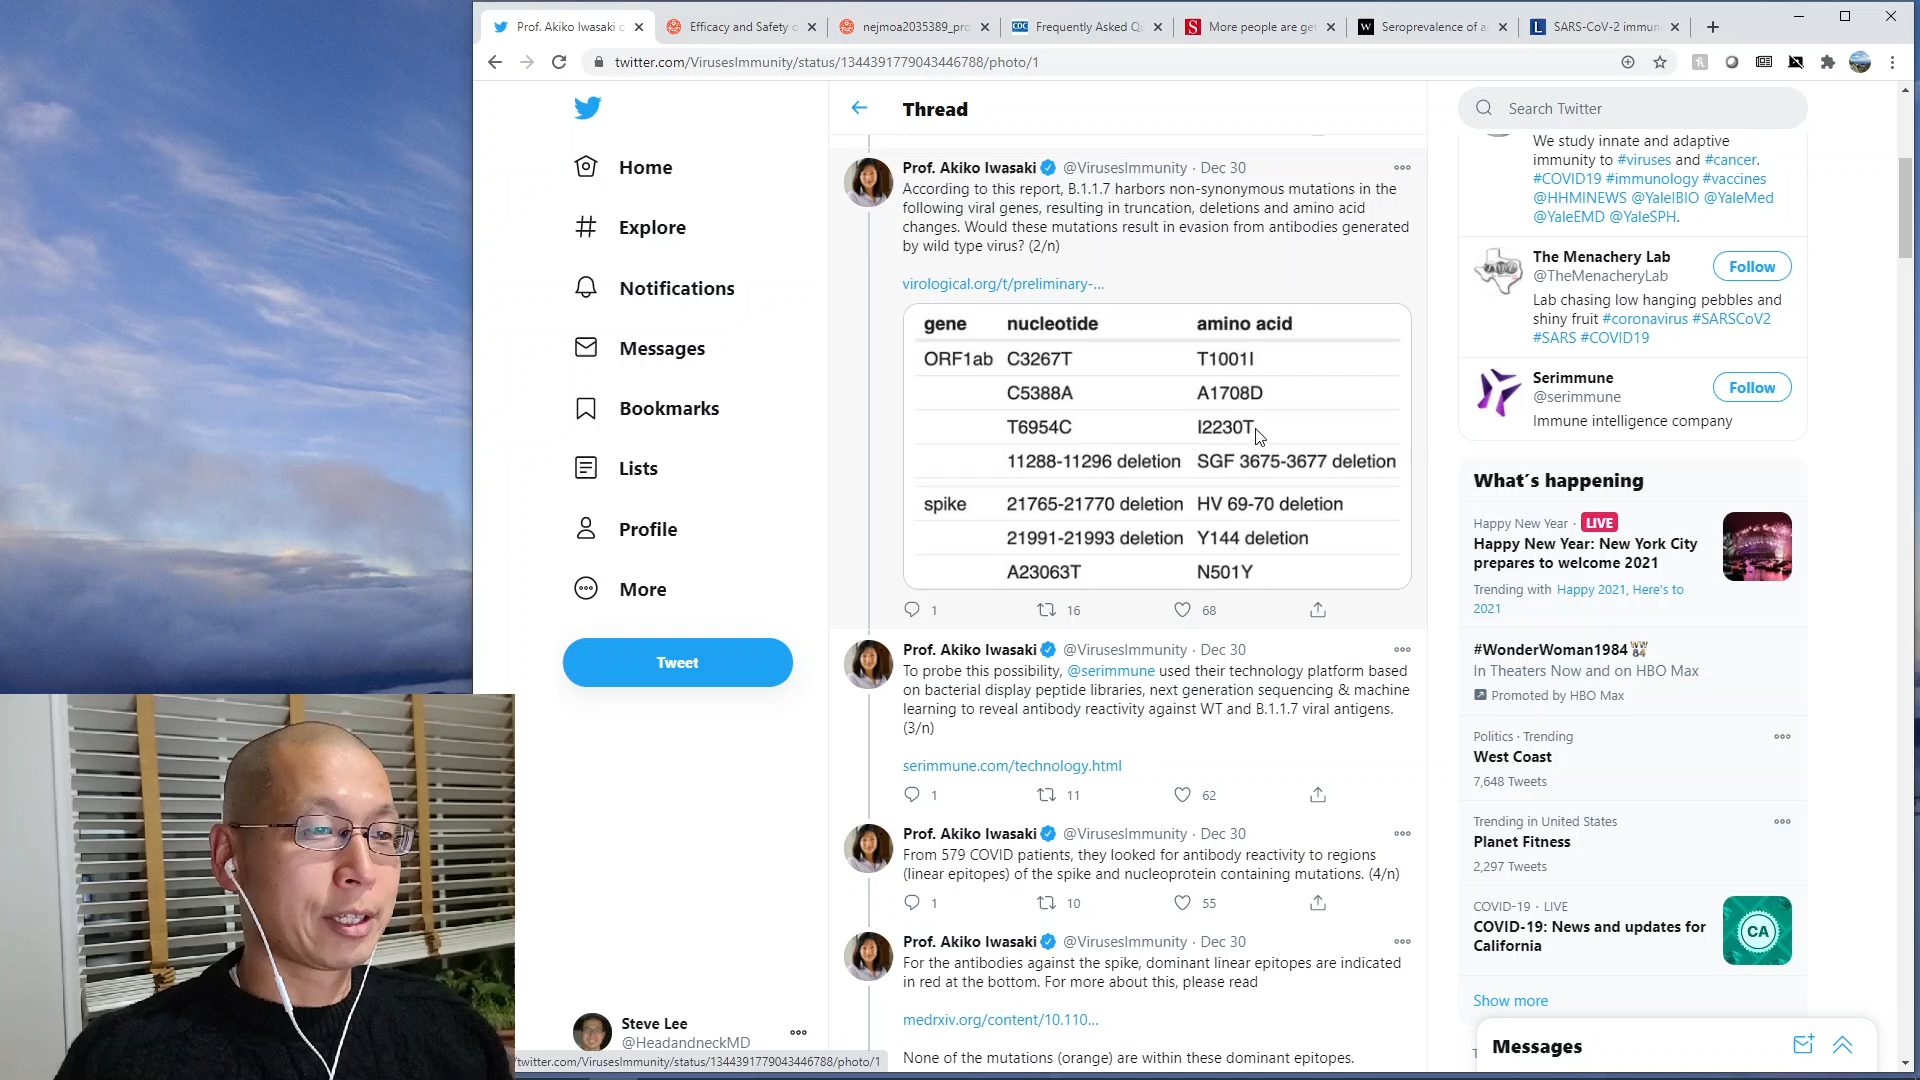 Prof. Akiko Iwasaki o
Efficacy and Safety o
nejmoa2035389_pro
CDC
Frequently Asked Qu
S
More people are get
W
Seroprevalence of a
L
SARS-CoV-2 immun
twitter.com/VirusesImmunity/status/1344391779043446788/photo/1
Home
Explore
Notifications
Messages
Bookmarks
Lists
Profile
More
Tweet
Steve Lee
@HeadandneckMD
twitter.com/VirusesImmunity/status/1344391779043446788/photo/1
Thread
Prof. Akiko Iwasaki @VirusesImmunity · Dec 30
According to this report, B.1.1.7 harbors non-synonymous mutations in the
following viral genes, resulting in truncation, deletions and amino acid
changes. Would these mutations result in evasion from antibodies generated
by wild type virus? (2/n)
virological.org/t/preliminary-...
gene nucleotide amino acid
ORF1ab C3267T T1001I
C5388A A1708D
T6954C I2230T
11288-11296 deletion SGF 3675-3677 deletion
spike 21765-21770 deletion HV 69-70 deletion
21991-21993 deletion Y144 deletion
A23063T N501Y
1 16 68
Prof. Akiko Iwasaki @VirusesImmunity · Dec 30
To probe this possibility, @serimmune used their technology platform based
on bacterial display peptide libraries, next generation sequencing & machine
learning to reveal antibody reactivity against WT and B.1.1.7 viral antigens.
(3/n)
serimmune.com/technology.html
1 11 62
Prof. Akiko Iwasaki @VirusesImmunity · Dec 30
From 579 COVID patients, they looked for antibody reactivity to regions
(linear epitopes) of the spike and nucleoprotein containing mutations. (4/n)
1 10 55
Prof. Akiko Iwasaki @VirusesImmunity · Dec 30
For the antibodies against the spike, dominant linear epitopes are indicated
in red at the bottom. For more about this, please read
medrxiv.org/content/10.110...
None of the mutations (orange) are within these dominant epitopes.
Search Twitter
We study innate and adaptive
immunity to #viruses and #cancer.
#COVID19 #immunology #vaccines
@HHMINEWS @YaleIBIO @YaleMed
@YaleEMD @YaleSPH.
The Menachery Lab
@TheMenacheryLab
Follow
Lab chasing low hanging pebbles and
shiny fruit #coronavirus #SARSCoV2
#SARS #COVID19
Serimmune
@serimmune
Follow
Immune intelligence company
What's happening
Happy New Year · LIVE
Happy New Year: New York City
prepares to welcome 2021
Trending with Happy 2021, Here's to
2021
#WonderWoman1984
In Theaters Now and on HBO Max
Promoted by HBO Max
Politics · Trending
West Coast
7,648 Tweets
Trending in United States
Planet Fitness
2,297 Tweets
COVID-19 · LIVE
COVID-19: News and updates for
California
CA
Show more
Messages